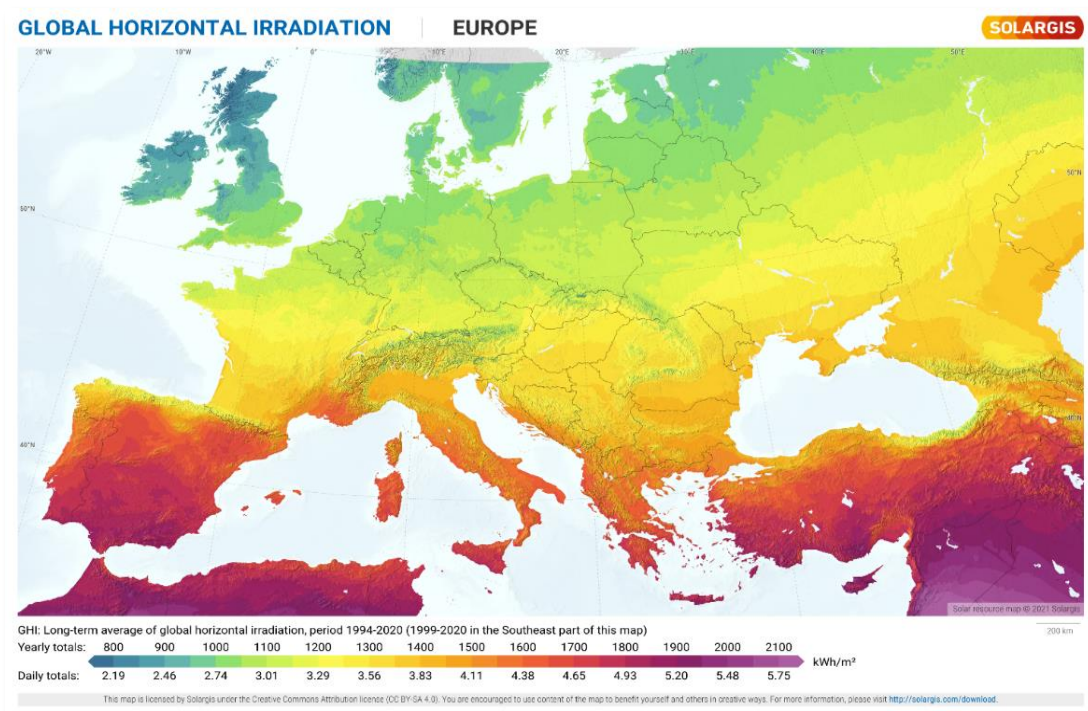 GLOBAL HORIZONTAL IRRADIATION EUROPE SOLARGIS
20°W 10°W 0° 10°E 20°E 30°E 40°E 50°E
50°N
50°N
40°N
40°N
Solar resource map © 2021 Solargis
GHI: Long-term average of global horizontal irradiation, period 1994-2020 (1999-2020 in the Southeast part of this map) 200 km
Yearly totals: 800 900 1000 1100 1200 1300 1400 1500 1600 1700 1800 1900 2000 2100
kWh/m²
Daily totals: 2.19 2.46 2.74 3.01 3.29 3.56 3.83 4.11 4.38 4.65 4.93 5.20 5.48 5.75
This map is licensed by Solargis under the Creative Commons Attribution license (CC BY-SA 4.0). You are encouraged to use content of the map to benefit yourself and others in creative ways. For more information, please visit http://solargis.com/download.